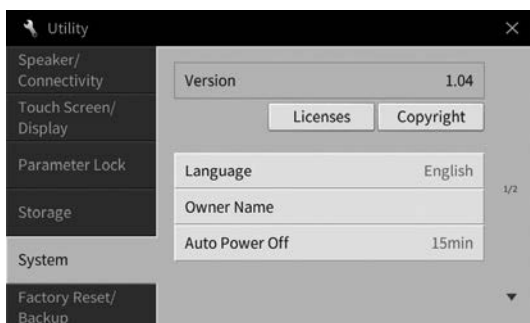 Utility
Speaker/
Connectivity
Touch Screen/
Display
Parameter Lock
Storage
System
Factory Reset/
Backup
Version 1.04
Licenses Copyright
Language English
Owner Name
Auto Power Off 15min
1/2